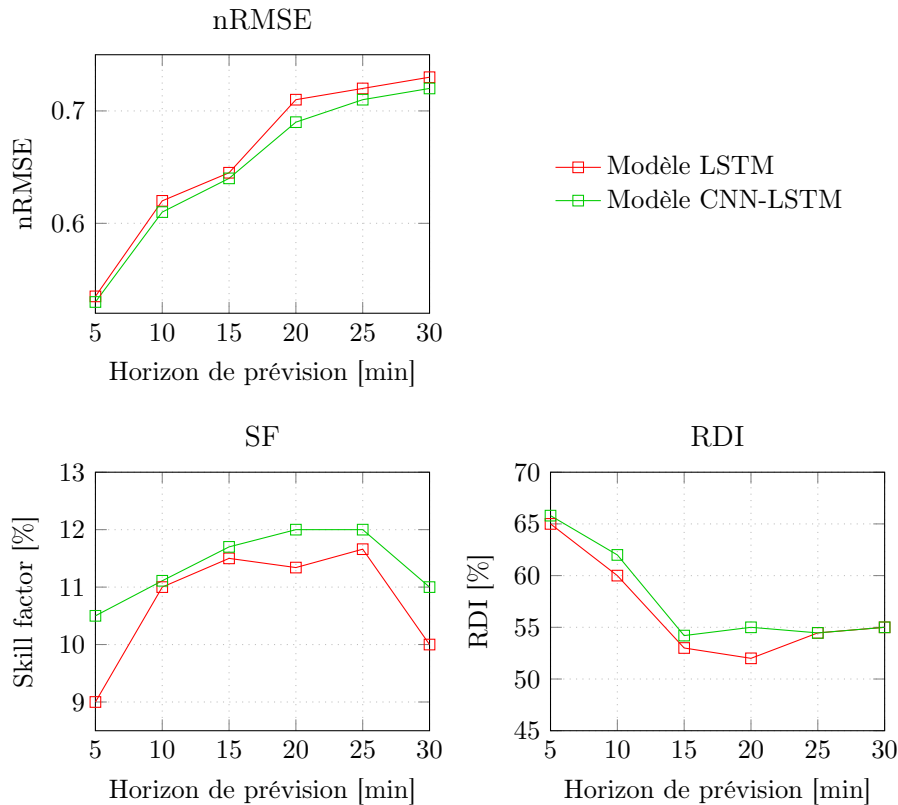 nRMSE
0.7
0.6
nRMSE
5 10 15 20 25 30
Horizon de prévision [min]
Modèle LSTM
Modèle CNN-LSTM
SF
13
12
11
10
9
Skill factor [%]
5 10 15 20 25 30
Horizon de prévision [min]
RDI
70
65
60
55
50
45
RDI [%]
5 10 15 20 25 30
Horizon de prévision [min]